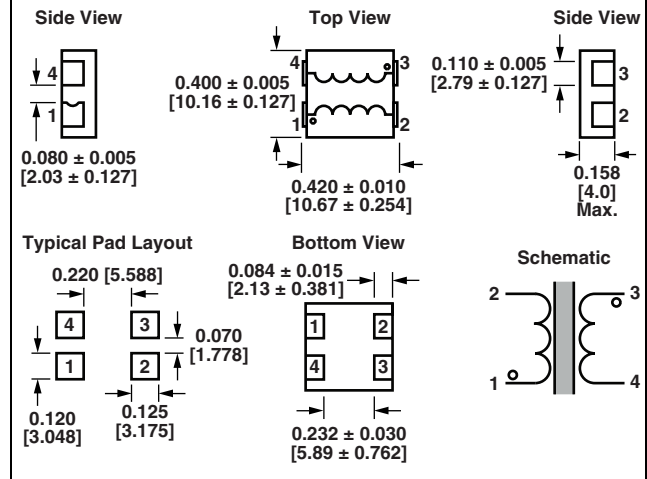 Side View
4
1
0.080 ± 0.005
[2.03 ± 0.127]
Top View
0.400 ± 0.005
[10.16 ± 0.127]
4
3
1
2
0.420 ± 0.010
[10.67 ± 0.254]
Side View
0.110 ± 0.005
[2.79 ± 0.127]
3
2
0.158
[4.0]
Max.
Typical Pad Layout
0.220 [5.588]
4
3
1
2
0.070
[1.778]
0.120
[3.048]
0.125
[3.175]
Bottom View
0.084 ± 0.015
[2.13 ± 0.381]
1
2
4
3
0.232 ± 0.030
[5.89 ± 0.762]
Schematic
2
3
1
4